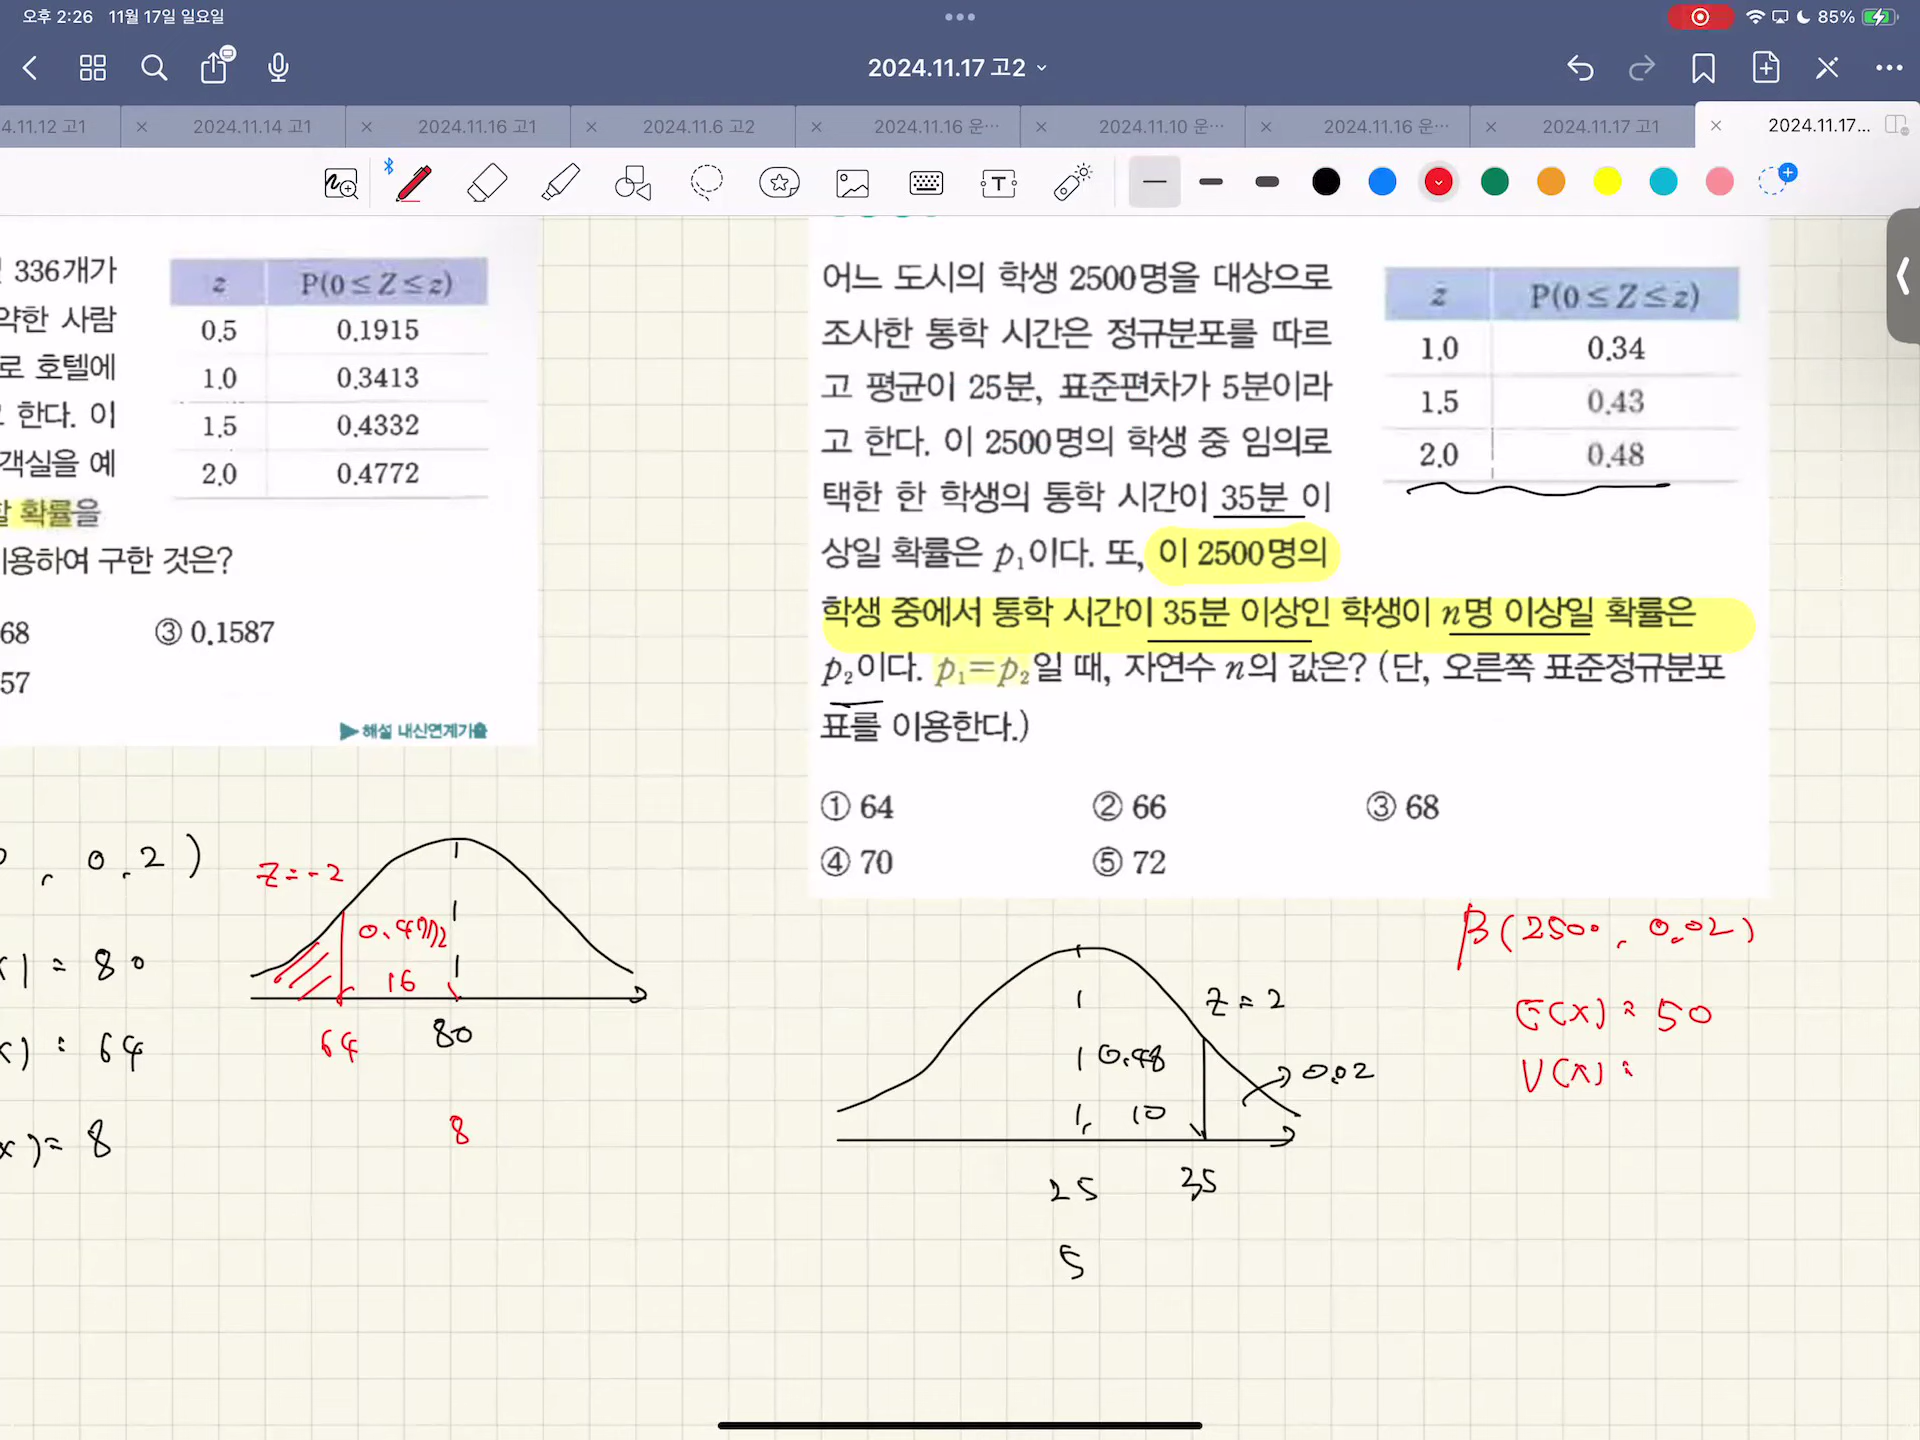 오후 2:26 11월 17일 일요일
85%
2024.11.17 고2
4.11.12 고1
2024.11.14 고1
2024.11.16 고1
2024.11.6 고2
2024.11.16 운…
2024.11.10 운…
2024.11.16 운…
2024.11.17 고1
2024.11.17...
336개가
약한 사람
로 호텔에
한다. 이
객실을 예
할 확률을
이용하여 구한 것은?
z P(0≤Z≤z)
0.5 0.1915
1.0 0.3413
1.5 0.4332
2.0 0.4772
68 ③ 0.1587
57
▶해설 내신연계기출
어느 도시의 학생 2500명을 대상으로
조사한 통학 시간은 정규분포를 따르
고 평균이 25분, 표준편차가 5분이라
고 한다. 이 2500명의 학생 중 임의로
택한 한 학생의 통학 시간이 35분 이
상일 확률은 p₁이다. 또, 이 2500명의
학생 중에서 통학 시간이 35분 이상인 학생이 n명 이상일 확률은
p₂이다. p₁=p₂일 때, 자연수 n의 값은? (단, 오른쪽 표준정규분포
표를 이용한다.)
z P(0≤Z≤z)
1.0 0.34
1.5 0.43
2.0 0.48
① 64 ② 66 ③ 68
④ 70 ⑤ 72
, 0.2)
x) = 80
x) = 64
x) = 8
z = -2
0.4772
16
64 80
8
z = 2
0.48
0.02
10
25 35
5
B(2500, 0.02)
E(X) = 50
V(X) =